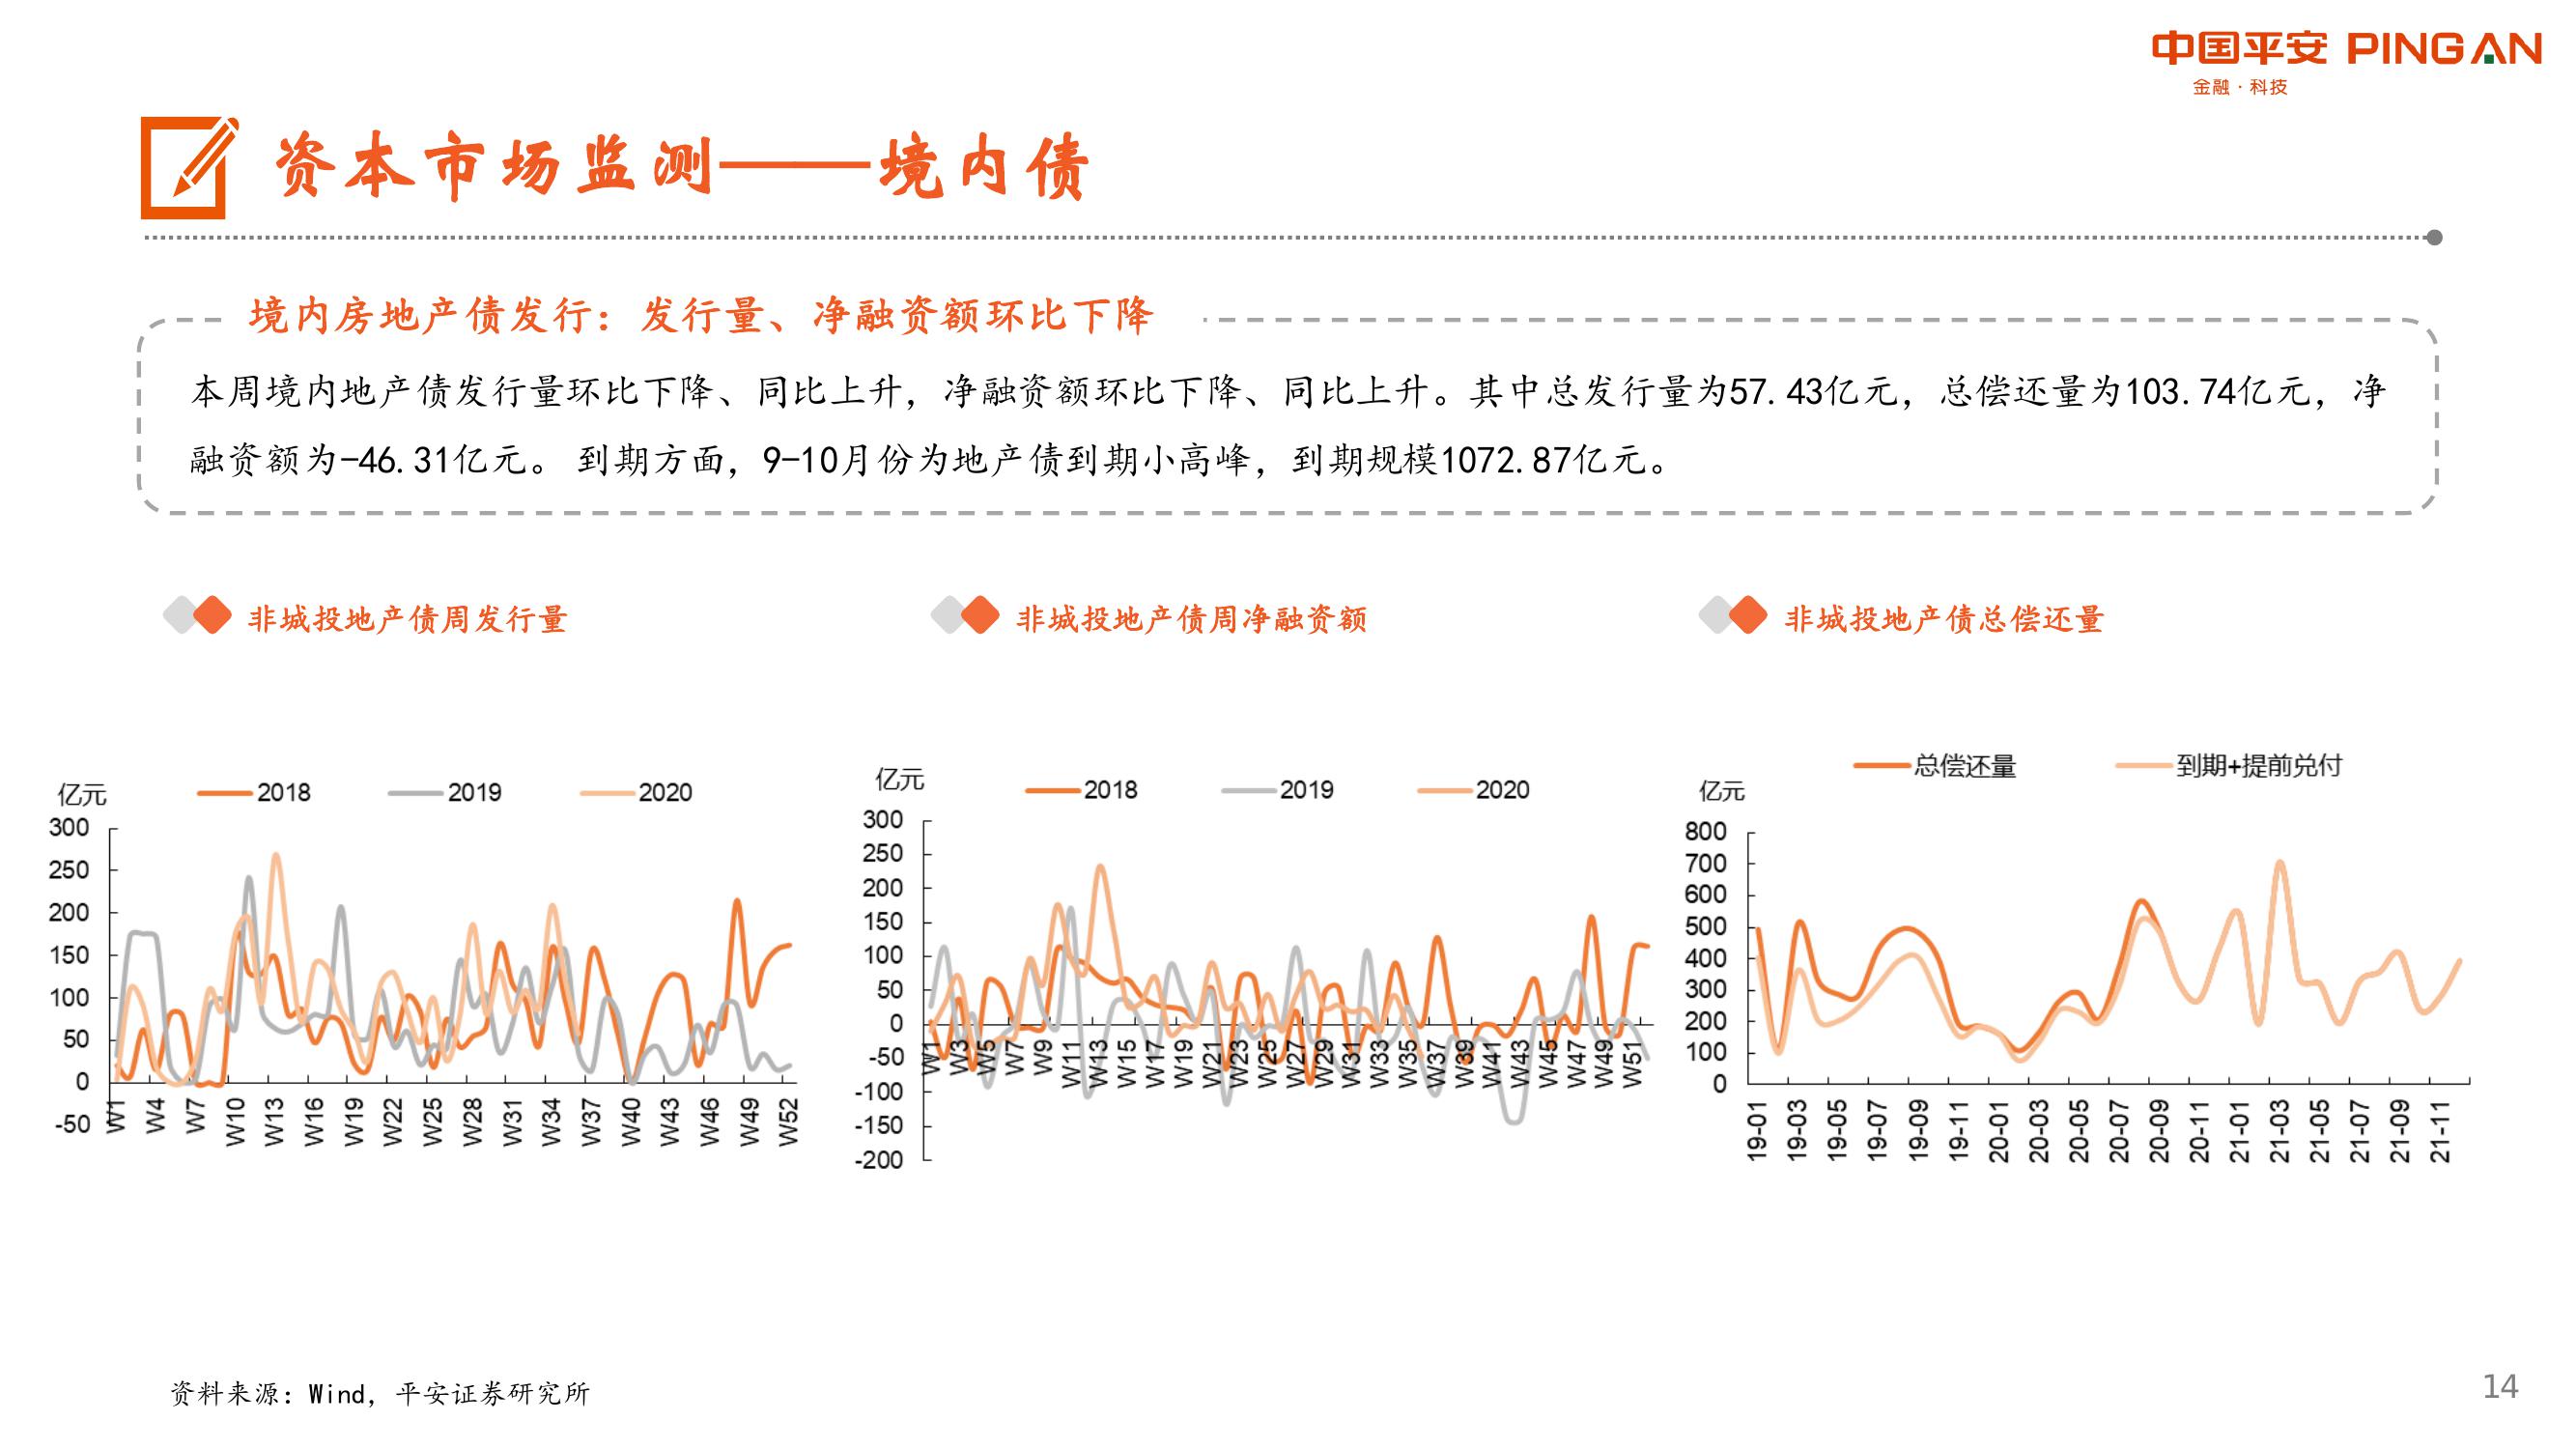 中国平安 PINGAN
金融·科技
资本市场监测——境内债
境内房地产债发行：发行量、净融资额环比下降
本周境内地产债发行量环比下降、同比上升，净融资额环比下降、同比上升。其中总发行量为57.43亿元，总偿还量为103.74亿元，净
融资额为-46.31亿元。 到期方面，9-10月份为地产债到期小高峰，到期规模1072.87亿元。
非城投地产债周发行量
非城投地产债周净融资额
非城投地产债总偿还量
亿元
2018 2019 2020
300
250
200
150
100
50
0
-50
W1 W4 W7 W10 W13 W16 W19 W22 W25 W28 W31 W34 W37 W40 W43 W46 W49 W52
亿元
2018 2019 2020
300
250
200
150
100
50
0
-50
-100
-150
-200
W1 W3 W5 W7 W9 W11 W13 W15 W17 W19 W21 W23 W25 W27 W29 W31 W33 W35 W37 W39 W41 W43 W45 W47 W49 W51
总偿还量 到期+提前兑付
亿元
800
700
600
500
400
300
200
100
0
19-01 19-03 19-05 19-07 19-09 19-11 20-01 20-03 20-05 20-07 20-09 20-11 21-01 21-03 21-05 21-07 21-09 21-11
资料来源：Wind，平安证券研究所
14